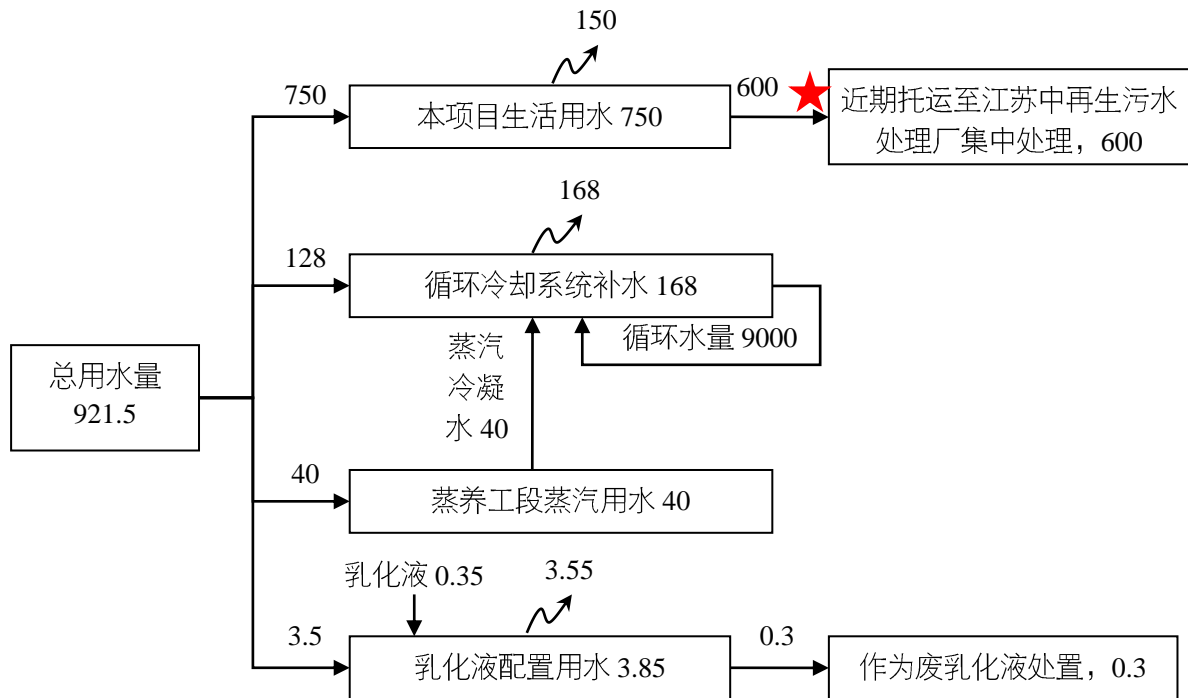 150
750
本项目生活用水 750
600
近期托运至江苏中再生污水
处理厂集中处理，600
168
128
循环冷却系统补水 168
循环水量 9000
蒸汽
冷凝
水 40
总用水量
921.5
40
蒸养工段蒸汽用水 40
乳化液 0.35
3.55
3.5
乳化液配置用水 3.85
0.3
作为废乳化液处置，0.3